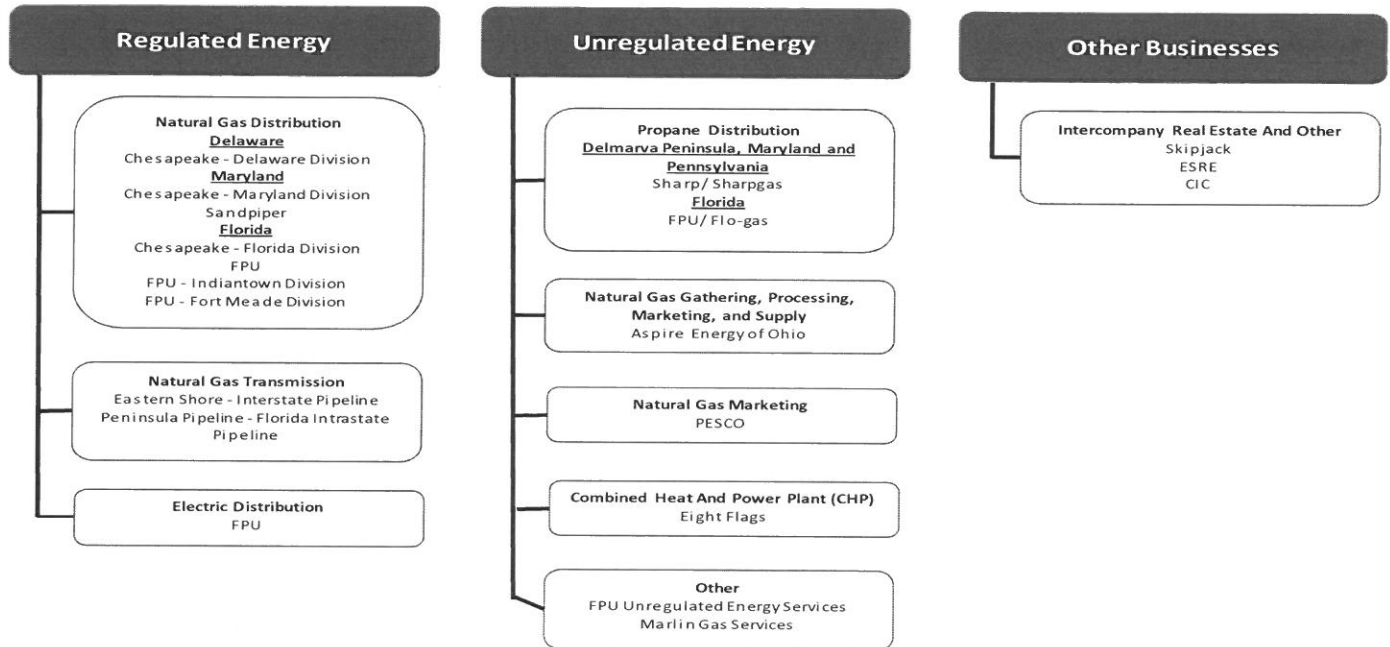 Regulated Energy
Natural Gas Distribution
Delaware
Chesapeake - Delaware Division
Maryland
Chesapeake - Maryland Division
Sandpiper
Florida
Chesapeake - Florida Division
FPU
FPU - Indiantown Division
FPU - Fort Meade Division
Natural Gas Transmission
Eastern Shore - Interstate Pipeline
Peninsula Pipeline - Florida Intrastate
Pipeline
Electric Distribution
FPU
Unregulated Energy
Propane Distribution
Delmarva Peninsula, Maryland and
Pennsylvania
Sharp/ Sharpgas
Florida
FPU/ Flo-gas
Natural Gas Gathering, Processing,
Marketing, and Supply
Aspire Energy of Ohio
Natural Gas Marketing
PESCO
Combined Heat And Power Plant (CHP)
Eight Flags
Other
FPU Unregulated Energy Services
Marlin Gas Services
Other Businesses
Intercompany Real Estate And Other
Skipjack
ESRE
CIC